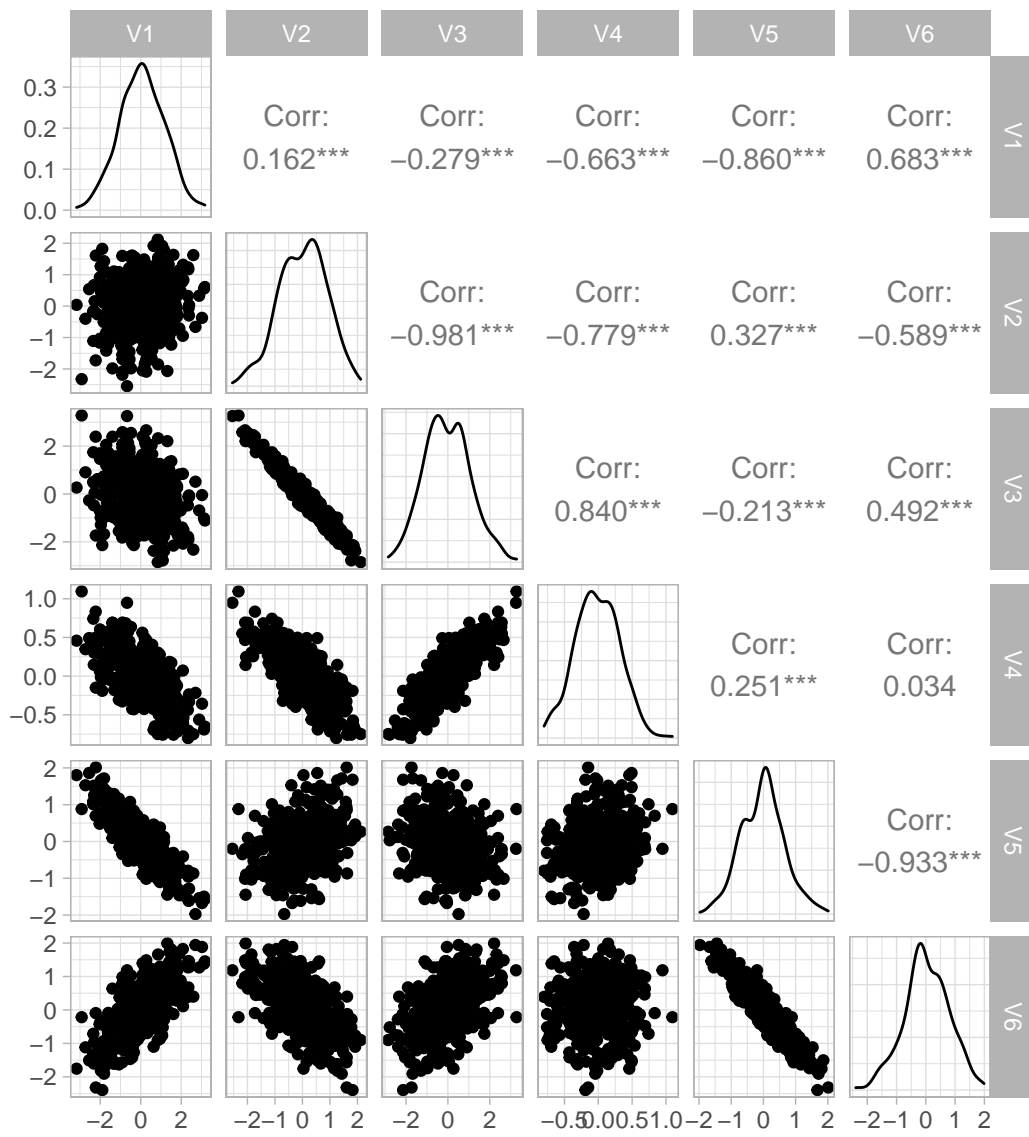 V1 V2 V3 V4 V5 V6
0.3
0.2
0.1
0.0
Corr:
0.162***
Corr:
−0.279***
Corr:
−0.663***
Corr:
−0.860***
Corr:
0.683***
V1
2
1
0
−1
−2
Corr:
−0.981***
Corr:
−0.779***
Corr:
0.327***
Corr:
−0.589***
V2
2
0
−2
Corr:
0.840***
Corr:
−0.213***
Corr:
0.492***
V3
1.0
0.5
0.0
−0.5
Corr:
0.251***
Corr:
0.034
V4
2
1
0
−1
−2
Corr:
−0.933***
V5
2
1
0
−1
−2
V6
−2 0 2 −2 −1 0 1 2 −2 0 2 −0.5 0.0 0.5 1.0 −2 −1 0 1 2 −2 −1 0 1 2